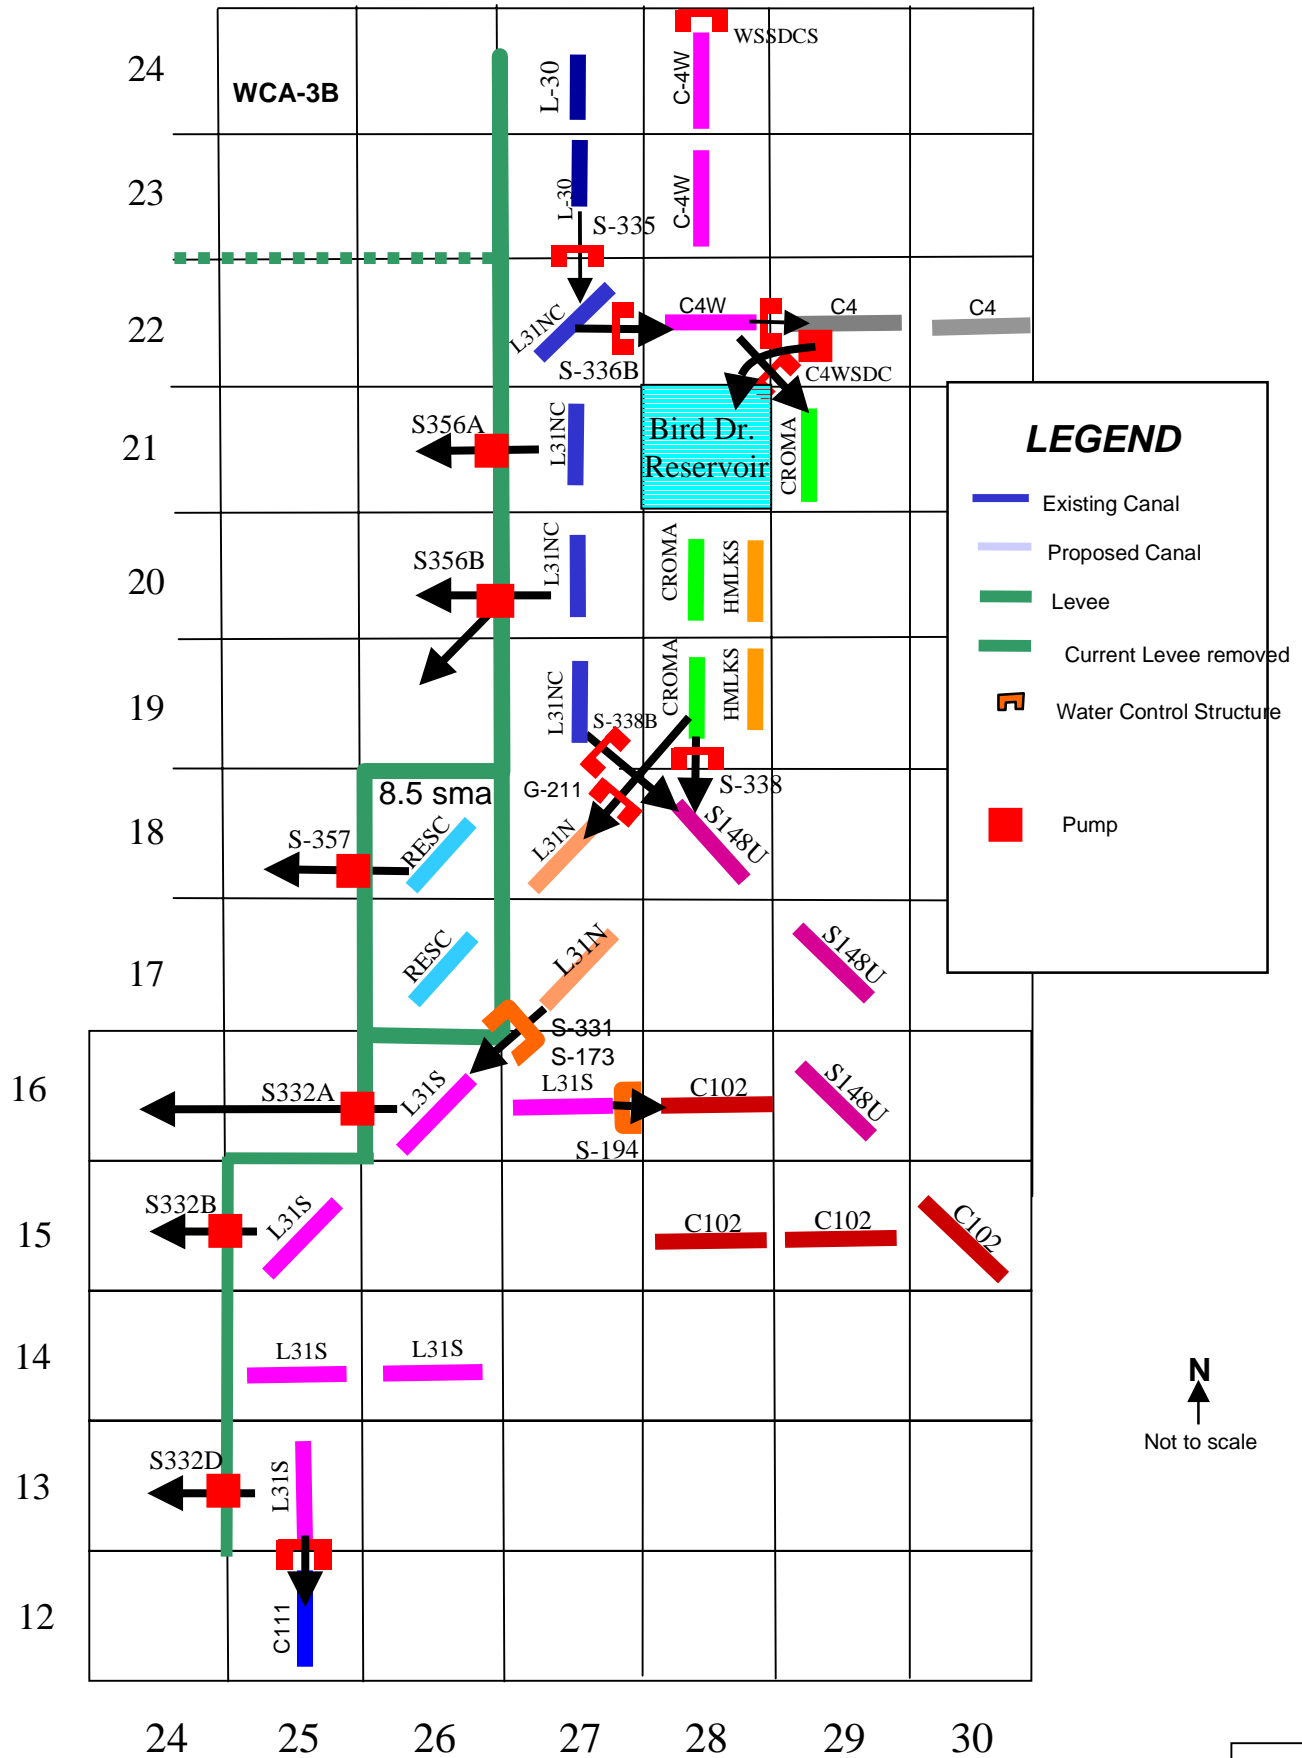 WSSDCS
24
WCA-3B
L-30
C-4W
23
L-30
C-4W
S-335
22
L31NC
C4W
C4
C4
S-336B
C4WSDC
21
S356A
L31NC
Bird Dr.
Reservoir
CROMA
LEGEND
Existing Canal
Proposed Canal
Levee
Current Levee removed
Water Control Structure
Pump
20
S356B
L31NC
CROMA
HMLKS
19
L31NC
S-338B
CROMA
HMLKS
8.5 sma
G-211
S-338
18
S-357
RESC
L31N
S148U
17
RESC
L31N
S148U
S-331
S-173
16
S332A
L31S
L31S
C102
S148U
S-194
15
S332B
L31S
C102
C102
C102
14
L31S
L31S
N
Not to scale
13
S332D
L31S
12
C111
24
25
26
27
28
29
30